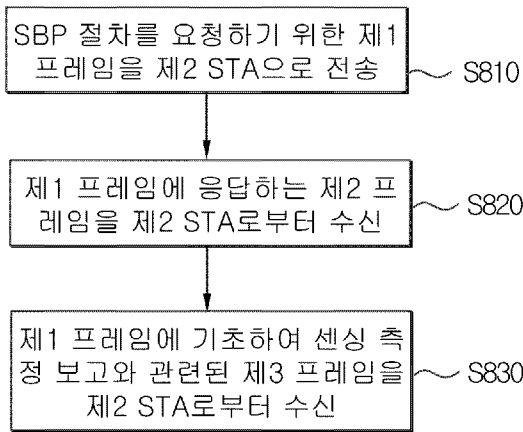 SBP 절차를 요청하기 위한 제1
프레임을 제2 STA으로 전송
S810
제1 프레임에 응답하는 제2 프
레임을 제2 STA로부터 수신
S820
제1 프레임에 기초하여 센싱 측
정 보고와 관련된 제3 프레임을
제2 STA로부터 수신
S830